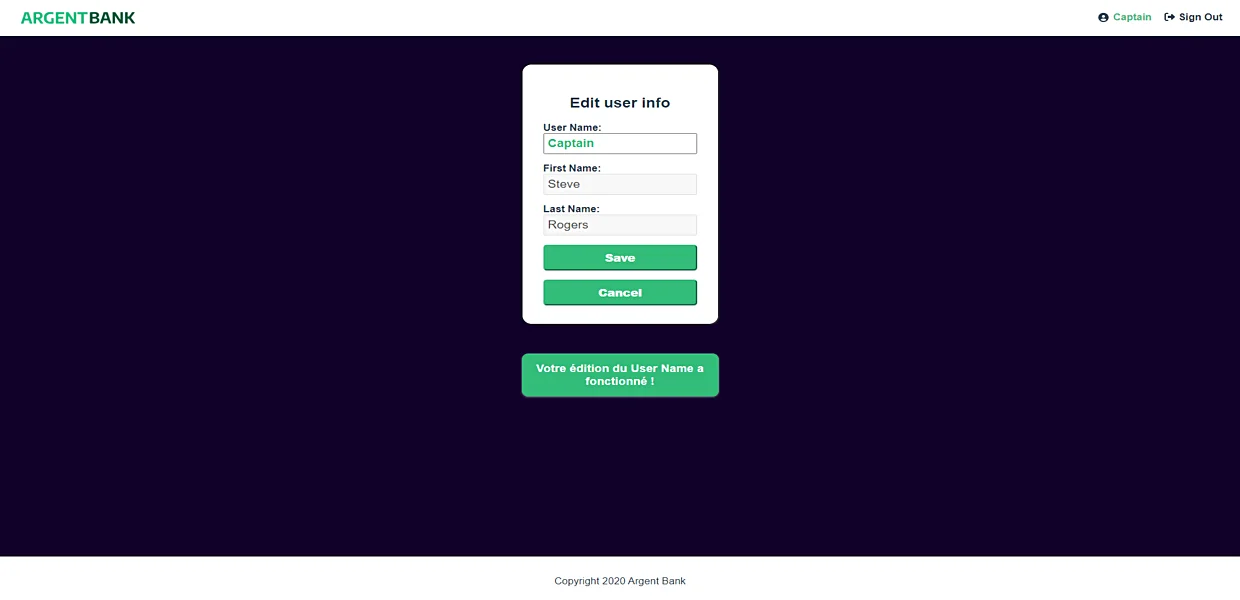 ARGENTBANK
Captain Sign Out
Edit user info
User Name:
Captain
First Name:
Steve
Last Name:
Rogers
Save
Cancel
Votre édition du User Name a
fonctionné !
Copyright 2020 Argent Bank